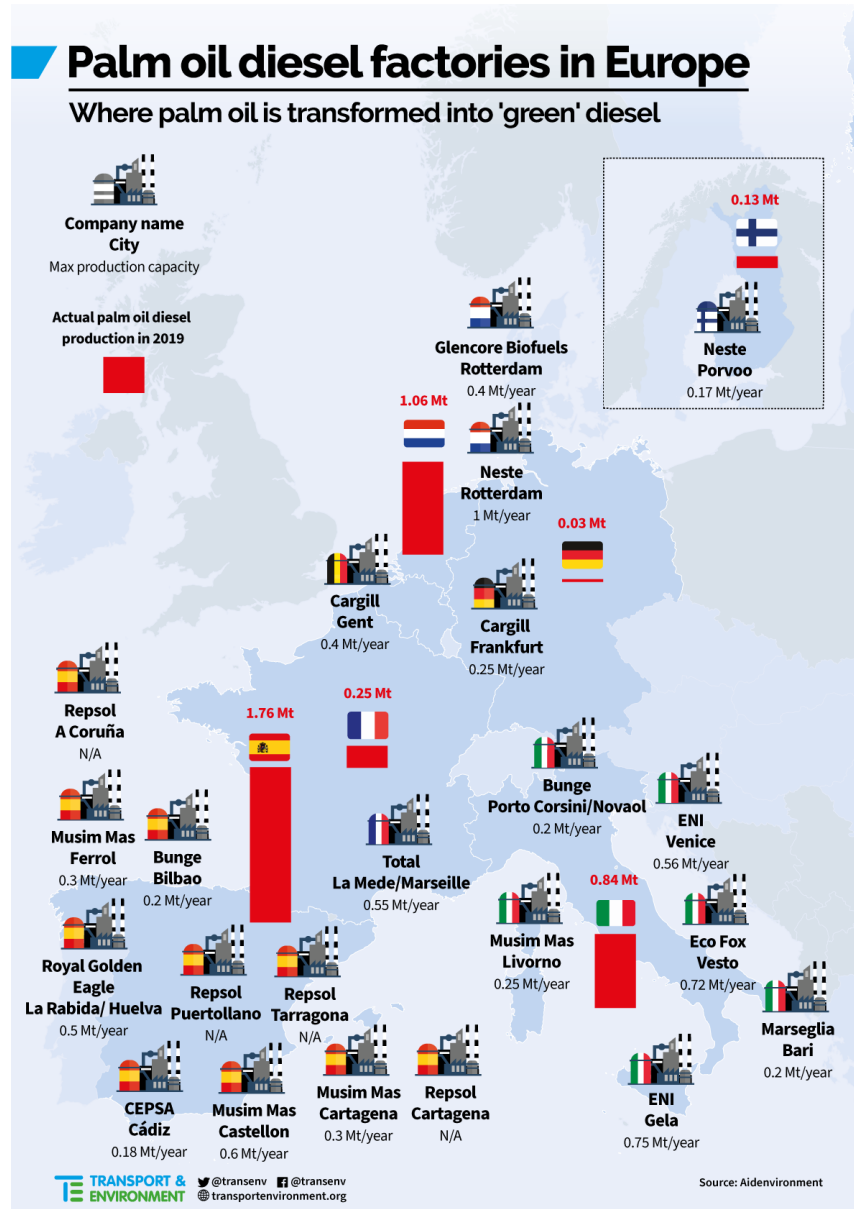 Palm oil diesel factories in Europe
Where palm oil is transformed into 'green' diesel
Company name
City
Max production capacity
Actual palm oil diesel
production in 2019
0.13 Mt
Neste
Porvoo
0.17 Mt/year
Glencore Biofuels
Rotterdam
0.4 Mt/year
1.06 Mt
Neste
Rotterdam
1 Mt/year
0.03 Mt
Cargill
Gent
0.4 Mt/year
Cargill
Frankfurt
0.25 Mt/year
Repsol
A Coruña
N/A
1.76 Mt
0.25 Mt
Bunge
Porto Corsini/Novaol
0.2 Mt/year
ENI
Venice
0.56 Mt/year
Musim Mas
Ferrol
0.3 Mt/year
Bunge
Bilbao
0.2 Mt/year
Total
La Mede/Marseille
0.55 Mt/year
0.84 Mt
Musim Mas
Livorno
0.25 Mt/year
Eco Fox
Vesto
0.72 Mt/year
Royal Golden
Eagle
La Rabida/ Huelva
0.5 Mt/year
Repsol
Puertollano
N/A
Repsol
Tarragona
N/A
Marseglia
Bari
0.2 Mt/year
CEPSA
Cádiz
0.18 Mt/year
Musim Mas
Castellon
0.6 Mt/year
Musim Mas
Cartagena
0.3 Mt/year
Repsol
Cartagena
N/A
ENI
Gela
0.75 Mt/year
TRANSPORT &
ENVIRONMENT
@transenv @transenv
transportenvironment.org
Source: Aidenvironment